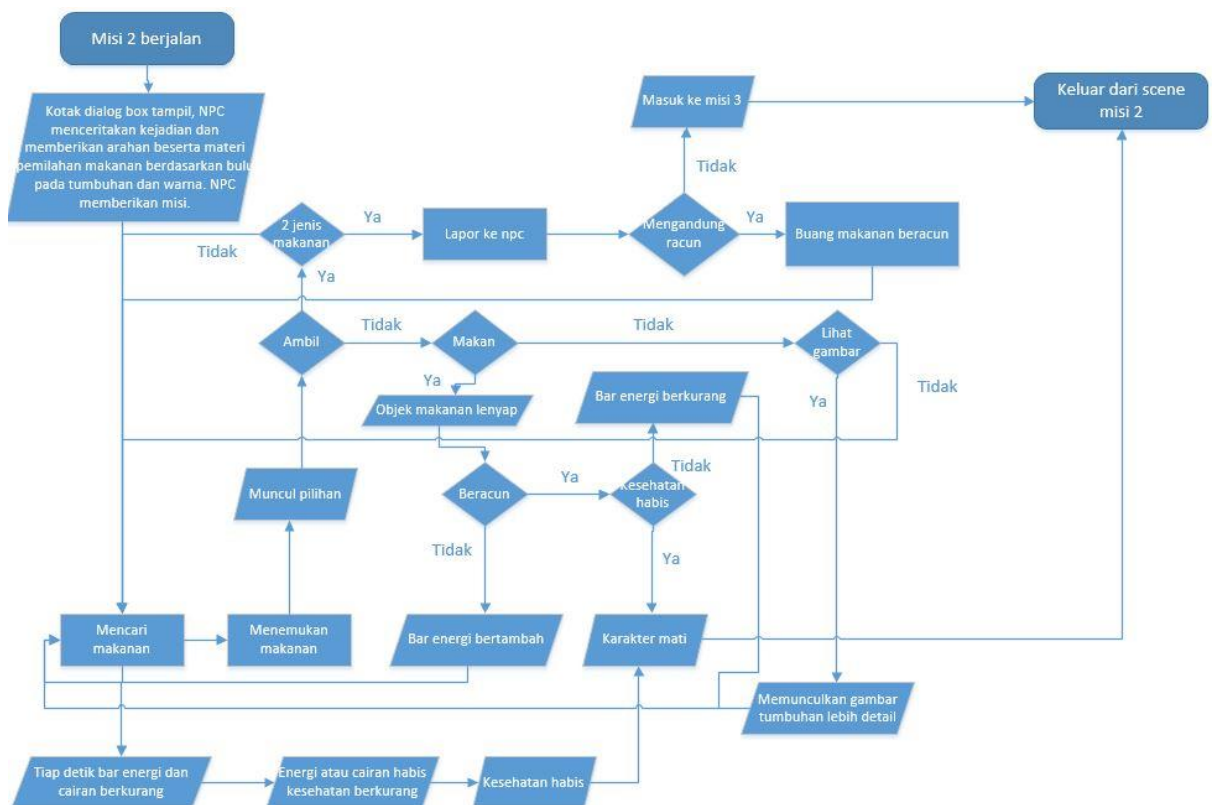 Misi 2 berjalan
Kotak dialog box tampil, NPC
menceritakan kejadian dan
memberikan arahan beserta materi
pemilahan makanan berdasarkan bulu
pada tumbuhan dan warna. NPC
memberikan misi.
Masuk ke misi 3
Keluar dari scene
misi 2
Tidak
2 jenis
makanan
Ya
Lapor ke npc
Mengandung
racun
Ya
Buang makanan beracun
Tidak
Ya
Ambil
Tidak
Makan
Tidak
Lihat
gambar
Tidak
Ya
Objek makanan lenyap
Bar energi berkurang
Ya
Muncul pilihan
Beracun
Ya
Kesehatan
habis
Tidak
Tidak
Ya
Mencari
makanan
Menemukan
makanan
Bar energi bertambah
Karakter mati
Memunculkan gambar
tumbuhan lebih detail
Tiap detik bar energi dan
cairan berkurang
Energi atau cairan habis
kesehatan berkurang
Kesehatan habis